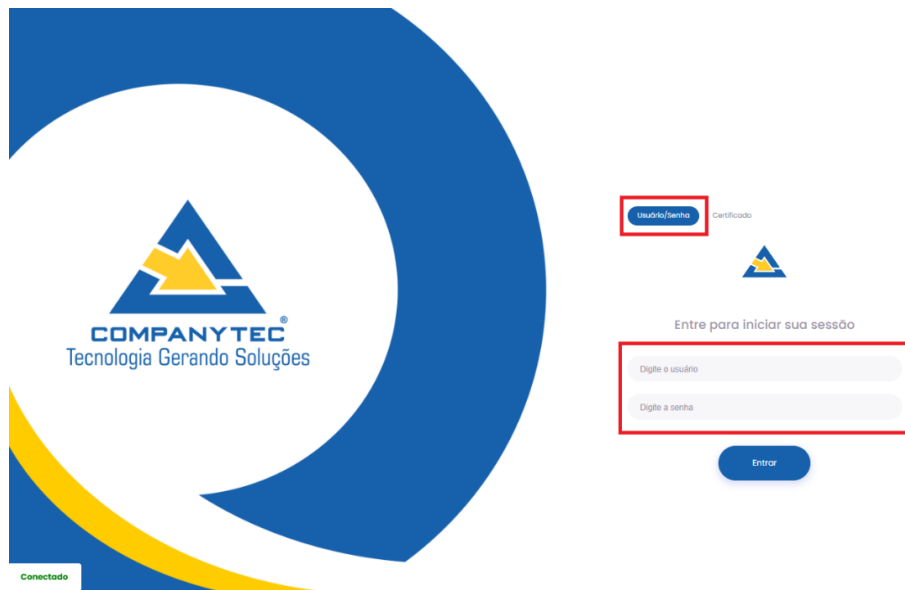 COMPANYTEC®
Tecnologia Gerando Soluções
Conectado
Usuário/Senha
Certificado
Entre para iniciar sua sessão
Digite o usuário
Digite a senha
Entrar